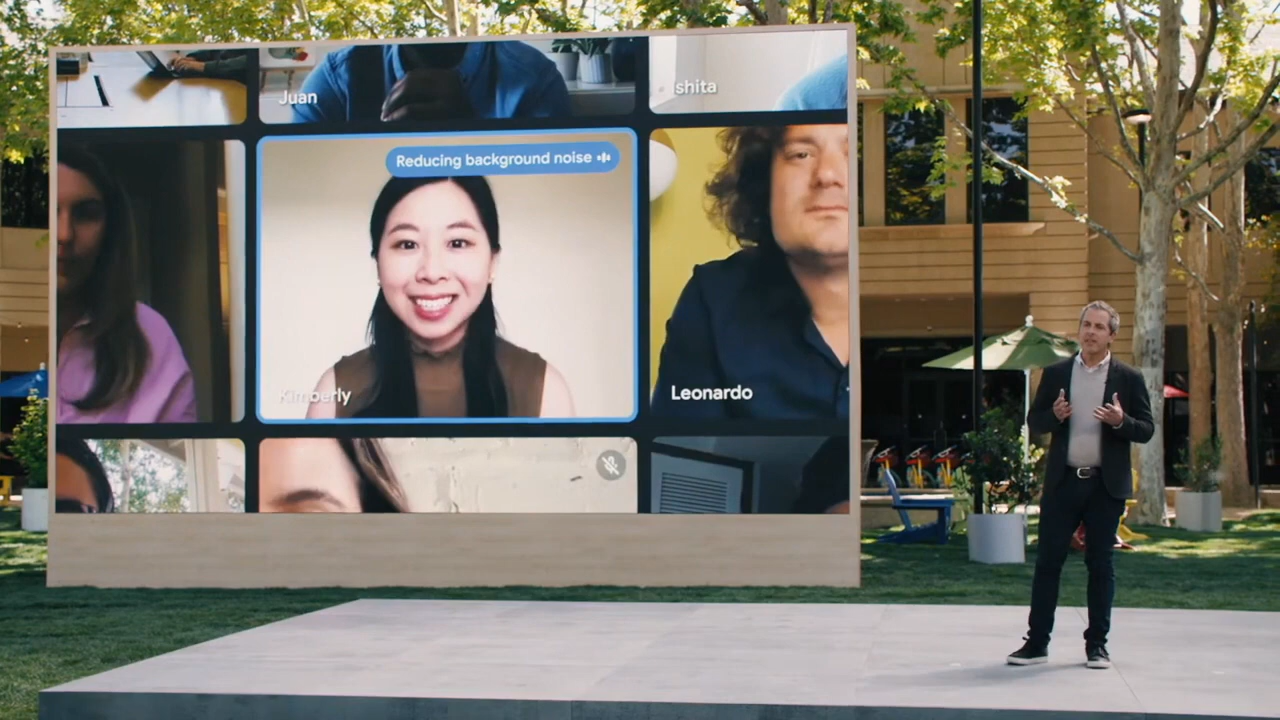 Juan
shita
Reducing background noise
Kimberly
Leonardo